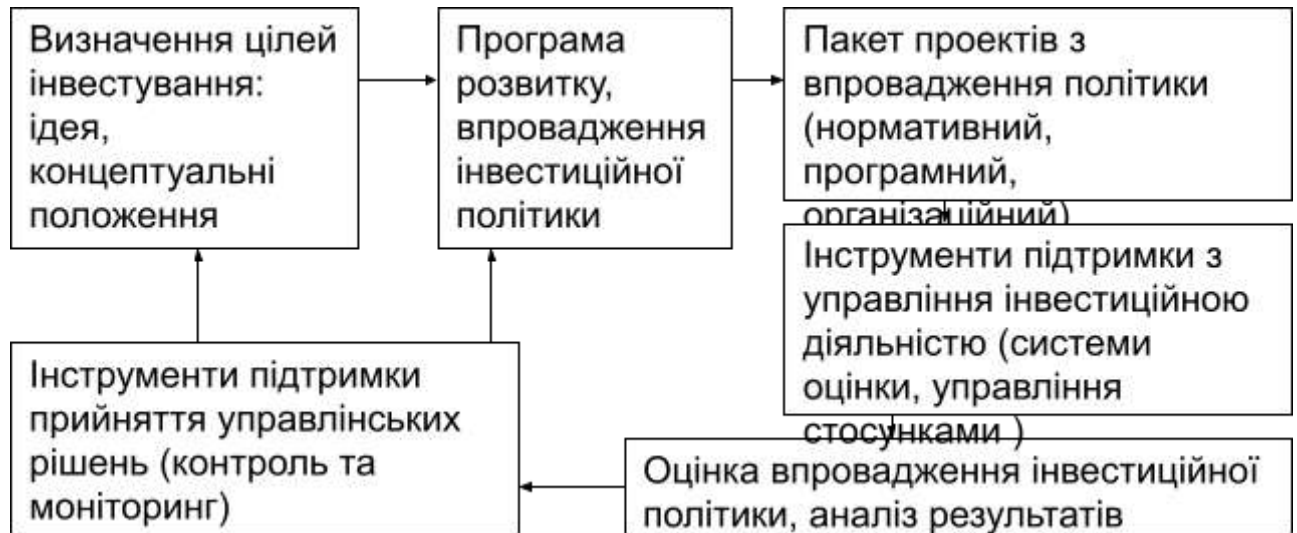 Визначення цілей
інвестування:
ідея,
концептуальні
положення
Програма
розвитку,
впровадження
інвестиційної
політики
Пакет проектів з
впровадження політики
(нормативний,
програмний,
організаційний)
Інструменти підтримки з
управління інвестиційною
діяльністю (системи
оцінки, управління
стосунками )
Оцінка впровадження інвестиційної
політики, аналіз результатів
Інструменти підтримки
прийняття управлінських
рішень (контроль та
моніторинг)